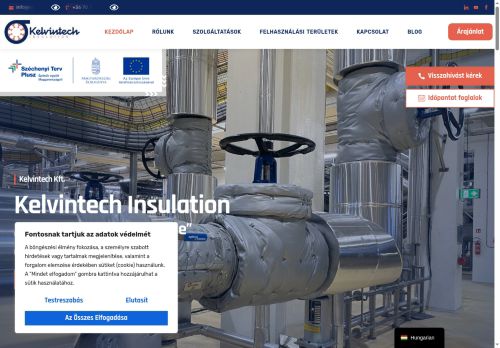 Kelvintech
KEZDŐLAP RÓLUNK SZOLGÁLTATÁSOK FELHASZNÁLÁSI TERÜLETEK KAPCSOLAT BLOG
Árajánlat
Széchenyi Terv
Plusz
Visszahívást kérek
Időpontot foglalok
Kelvintech Kft.
Kelvintech Insulation
Fontosnak tartjuk az adatok védelmét
A böngészési élmény fokozása, a személyre szabott
hirdetések vagy tartalmak megjelenítése, valamint a
forgalom elemzése érdekében sütiket (cookie) használunk.
A "Mindet elfogadom" gombra kattintva hozzájárulhat a
sütik használatához.
Testreszabás Elutasít
Az Összes Elfogadása
Hungarian